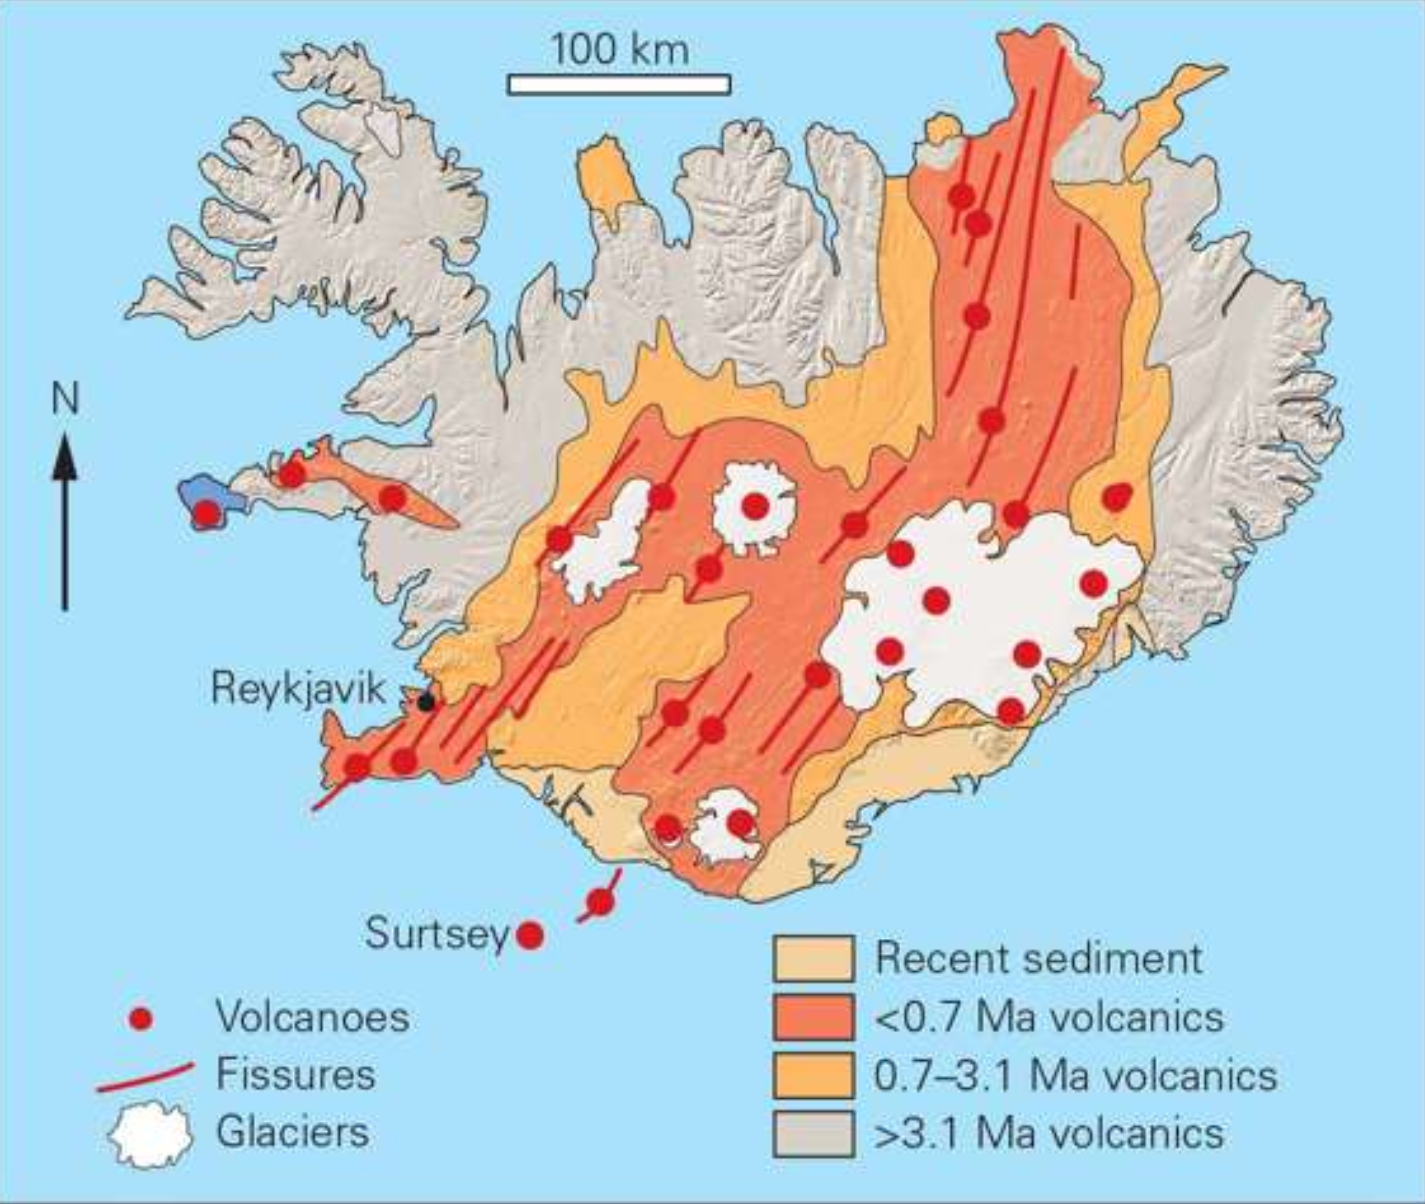 100 km
N
Reykjavik
Surtsey
Volcanoes
Fissures
Glaciers
Recent sediment
<0.7 Ma volcanics
0.7–3.1 Ma volcanics
>3.1 Ma volcanics